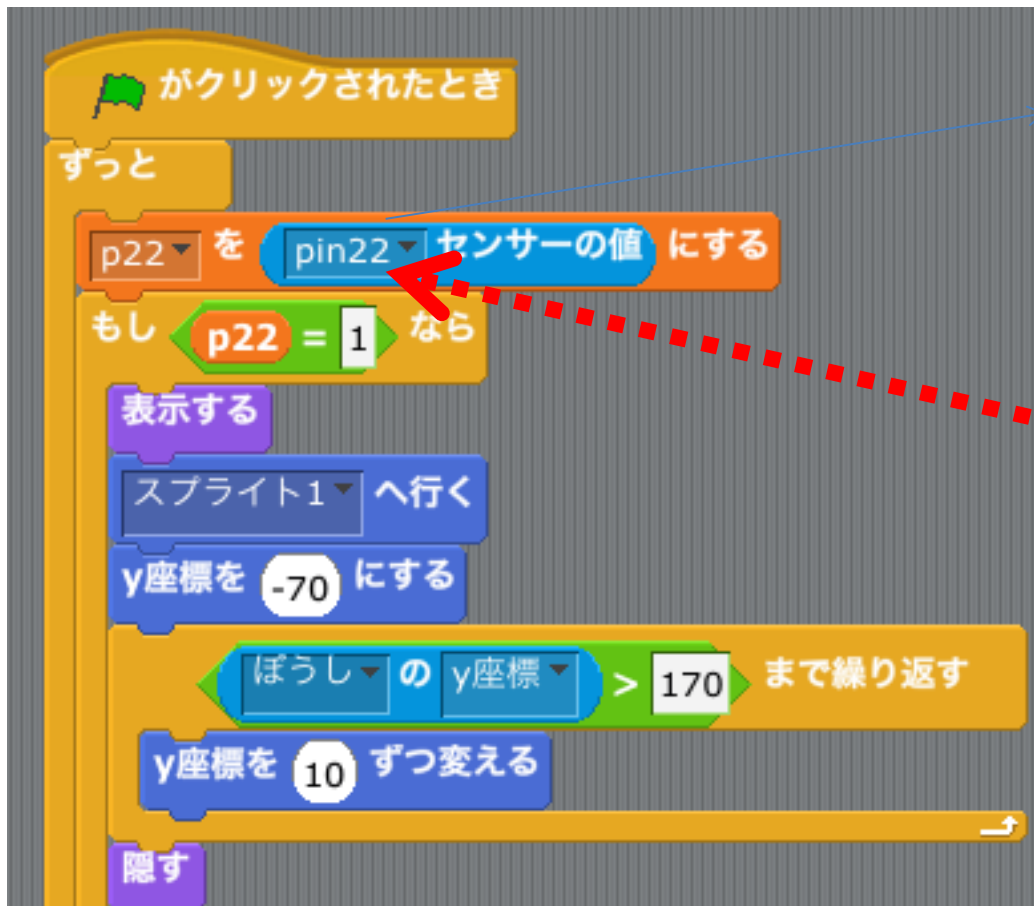 がクリックされたとき
ずっと
p22 を pin22 センサーの値 にする
もし p22 = 1 なら
表示する
スプライト1 へ行く
y座標を -70 にする
ぼうし の y座標 > 170 まで繰り返す
y座標を 10 ずつ変える
隠す